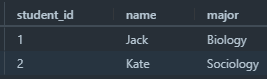 student_id name major
1 Jack Biology
2 Kate Sociology